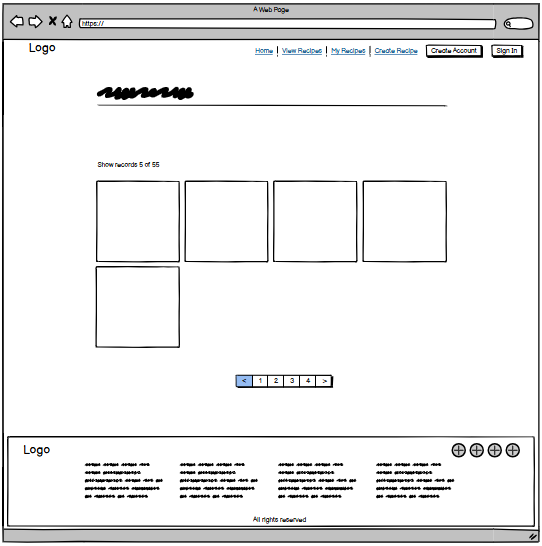 A Web Page
https://
Logo
Home | View Recipes | My Recipes | Create Recipe
Create Account
Sign In
Show records 5 of 55
< 1 2 3 4 >
Logo
All rights reserved